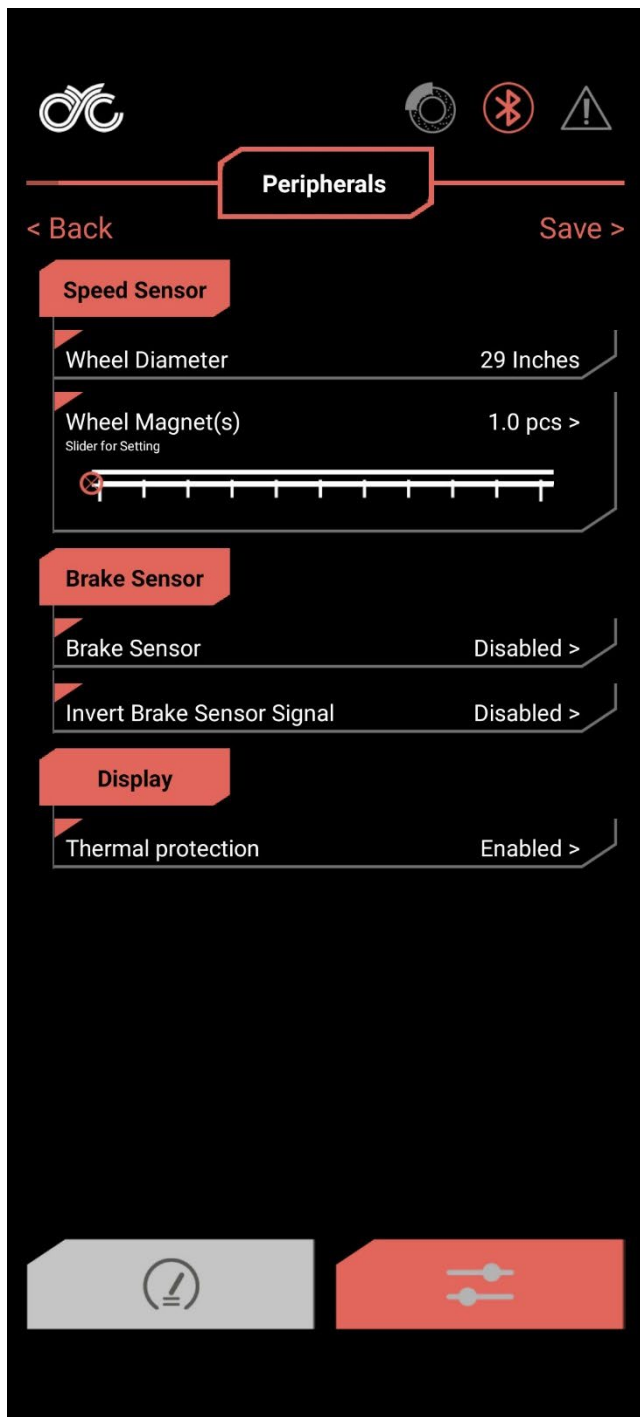 CYC
Peripherals
< Back
Save >
Speed Sensor
Wheel Diameter 29 Inches
Wheel Magnet(s) 1.0 pcs >
Slider for Setting
Brake Sensor
Brake Sensor Disabled >
Invert Brake Sensor Signal Disabled >
Display
Thermal protection Enabled >